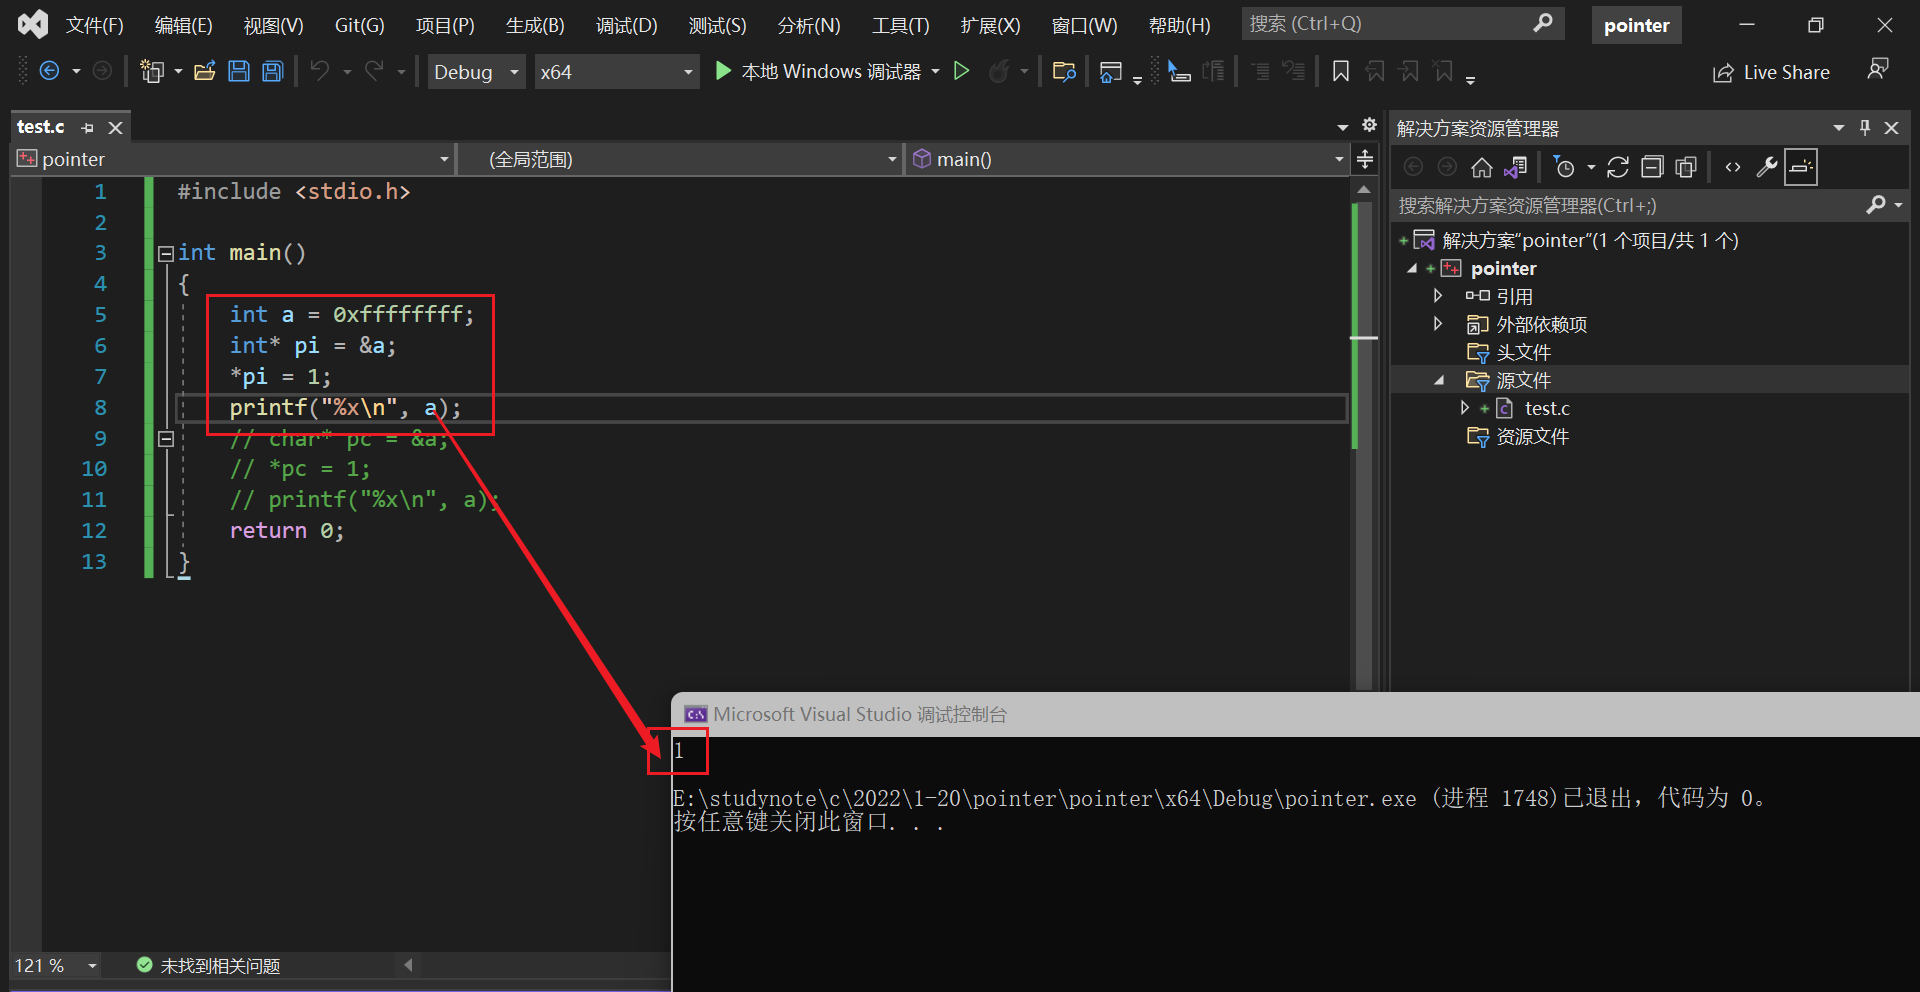 文件(F) 编辑(E) 视图(V) Git(G) 项目(P) 生成(B) 调试(D) 测试(S) 分析(N) 工具(T) 扩展(X) 窗口(W) 帮助(H) 搜索 (Ctrl+Q) pointer
Debug x64 本地 Windows 调试器 Live Share
test.c
pointer (全局范围) main()
1 #include <stdio.h>
2
3 int main()
4 {
5 int a = 0xffffffff;
6 int* pi = &a;
7 *pi = 1;
8 printf("%x\n", a);
9 // char* pc = &a;
10 // *pc = 1;
11 // printf("%x\n", a);
12 return 0;
13 }
121 % 未找到相关问题
解决方案资源管理器
搜索解决方案资源管理器(Ctrl+;)
解决方案“pointer”(1 个项目/共 1 个)
pointer
引用
外部依赖项
头文件
源文件
test.c
资源文件
Microsoft Visual Studio 调试控制台
1
E:\studynote\c\2022\1-20\pointer\pointer\x64\Debug\pointer.exe (进程 1748)已退出，代码为 0。
按任意键关闭此窗口. . .